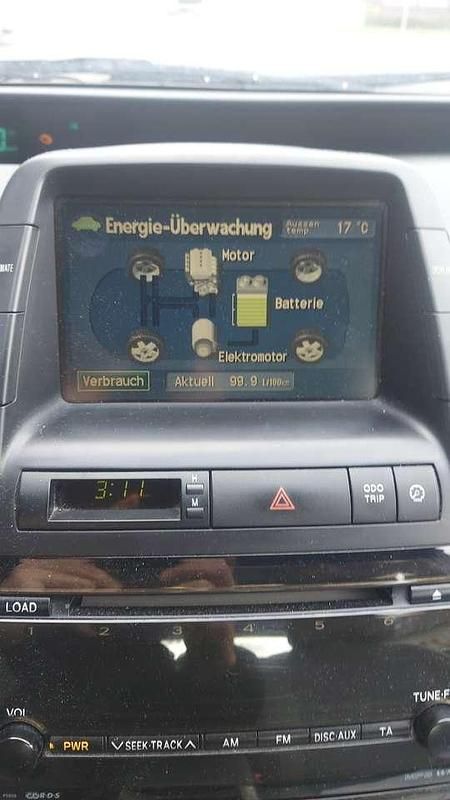 Energie-Überwachung
Aussen temp 17 °C
Motor
Batterie
Elektromotor
Verbrauch
Aktuell 99.9 l/100km
3:11
H
M
ODO TRIP
LOAD
1 2 3 4 5 6
VOL
TUNE·F
PWR
SEEK·TRACK
AM
FM
DISC·AUX
TA
R·D·S